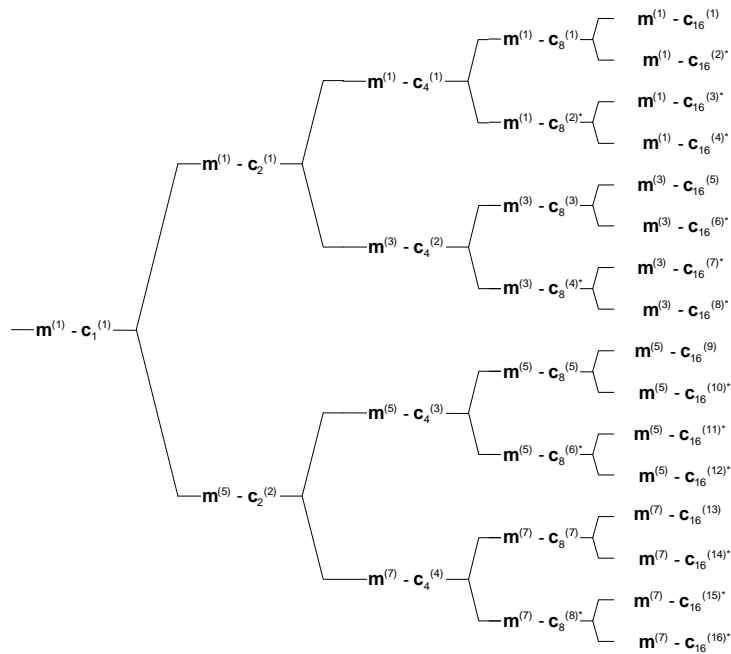 m(1) - c16(1)
m(1) - c8(1)
m(1) - c16(2)*
m(1) - c4(1)
m(1) - c16(3)*
m(1) - c8(2)*
m(1) - c16(4)*
m(1) - c2(1)
m(3) - c16(5)
m(3) - c8(3)
m(3) - c16(6)*
m(3) - c4(2)
m(3) - c16(7)*
m(3) - c8(4)*
m(3) - c16(8)*
m(1) - c1(1)
m(5) - c16(9)
m(5) - c8(5)
m(5) - c16(10)*
m(5) - c4(3)
m(5) - c16(11)*
m(5) - c8(6)*
m(5) - c16(12)*
m(5) - c2(2)
m(7) - c16(13)
m(7) - c8(7)
m(7) - c16(14)*
m(7) - c4(4)
m(7) - c16(15)*
m(7) - c8(8)*
m(7) - c16(16)*